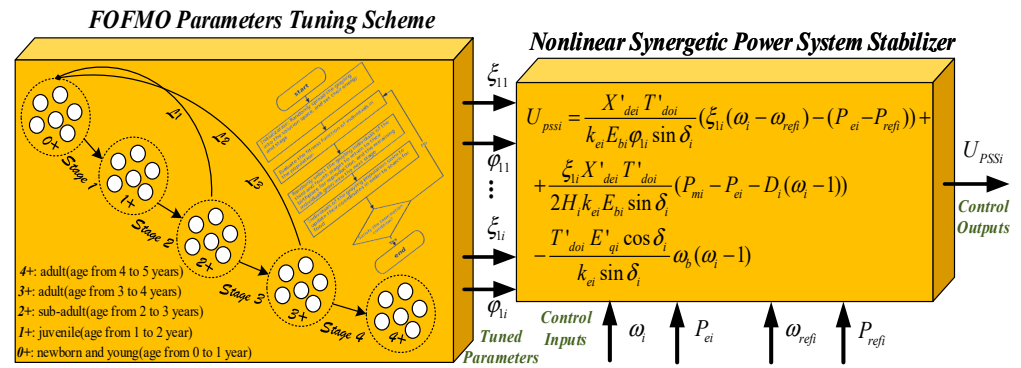 FOFMO Parameters Tuning Scheme
Nonlinear Synergetic Power System Stabilizer
start
end
0+
Stage 1
1+
Stage 2
2+
Stage 3
3+
Stage 4
4+
L1
L2
L3
4+: adult(age from 4 to 5 years)
3+: adult(age from 3 to 4 years)
2+: sub-adult(age from 2 to 3 years)
1+: juvenile(age from 1 to 2 year)
0+: newborn and young(age from 0 to 1 year)
ξ11
φ11
⋮
ξ1i
φ1i
Tuned
Parameters
U_pssi = (X'_dei T'_doi)/(k_ei E_bi φ_1i sin δ_i) (ξ_1i(ω_i − ω_refi) − (P_ei − P_refi)) +
+ (ξ_1i X'_dei T'_doi)/(2H_i k_ei E_bi sin δ_i) (P_mi − P_ei − D_i(ω_i − 1))
− (T'_doi E'_qi cos δ_i)/(k_ei sin δ_i) ω_b(ω_i − 1)
U_PSSi
Control
Outputs
Control
Inputs
ω_i
P_ei
ω_refi
P_refi